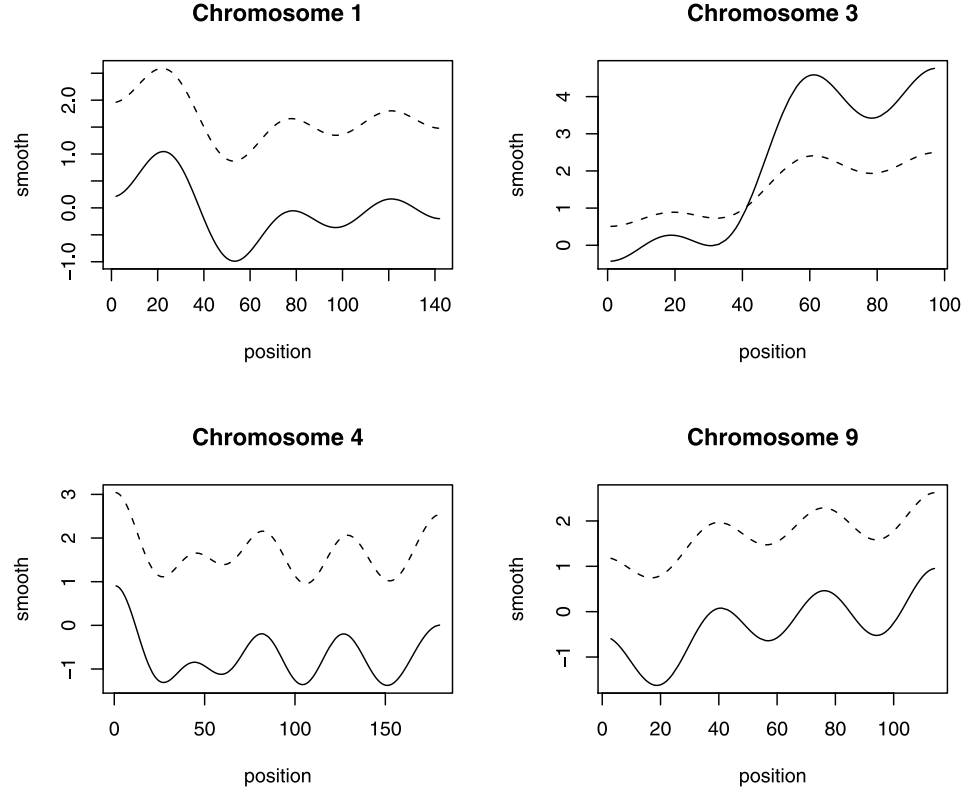 Chromosome 1
smooth
2.0
1.0
0.0
−1.0
0 20 40 60 80 100 140
position
Chromosome 3
smooth
4
3
2
1
0
0 20 40 60 80 100
position
Chromosome 4
smooth
3
2
1
0
−1
0 50 100 150
position
Chromosome 9
smooth
2
1
0
−1
0 20 40 60 80 100
position